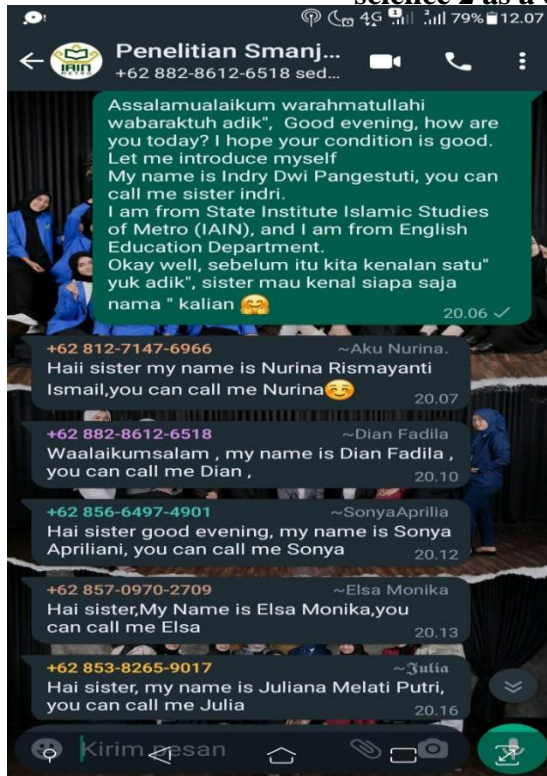 4G 79% 12.07
Penelitian Smanj...
IAIN
+62 882-8612-6518 sed...
Assalamualaikum warahmatullahi
wabaraktuh adik", Good evening, how are
you today? I hope your condition is good.
Let me introduce myself
My name is Indry Dwi Pangestuti, you can
call me sister indri.
I am from State Institute Islamic Studies
of Metro (IAIN), and I am from English
Education Department.
Okay well, sebelum itu kita kenalan satu"
yuk adik", sister mau kenal siapa saja
nama " kalian 🤗
20.06
+62 812-7147-6966 ~Aku Nurina.
Haii sister my name is Nurina Rismayanti
Ismail,you can call me Nurina☺️
20.07
+62 882-8612-6518 ~Dian Fadila
Waalaikumsalam , my name is Dian Fadila ,
you can call me Dian ,
20.10
+62 856-6497-4901 ~SonyaAprilia
Hai sister good evening, my name is Sonya
Apriliani, you can call me Sonya
20.12
+62 857-0970-2709 ~Elsa Monika
Hai sister,My Name is Elsa Monika,you
can call me Elsa
20.13
+62 853-8265-9017 ~𝕵𝖚𝖑𝖎𝖆
Hai sister, my name is Juliana Melati Putri,
you can call me Julia
20.16
Kirim pesan